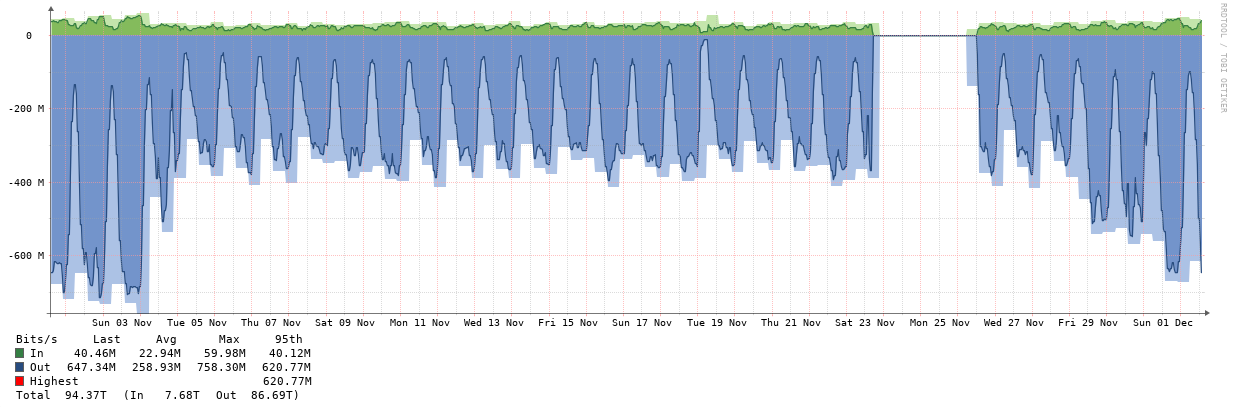 RRDTOOL / TOBI OETIKER
0
-200 M
-400 M
-600 M
Sun 03 Nov Tue 05 Nov Thu 07 Nov Sat 09 Nov Mon 11 Nov Wed 13 Nov Fri 15 Nov Sun 17 Nov Tue 19 Nov Thu 21 Nov Sat 23 Nov Mon 25 Nov Wed 27 Nov Fri 29 Nov Sun 01 Dec
Bits/s Last Avg Max 95th
In 40.46M 22.94M 59.98M 40.12M
Out 647.34M 258.93M 758.30M 620.77M
Highest 620.77M
Total 94.37T (In 7.68T Out 86.69T)